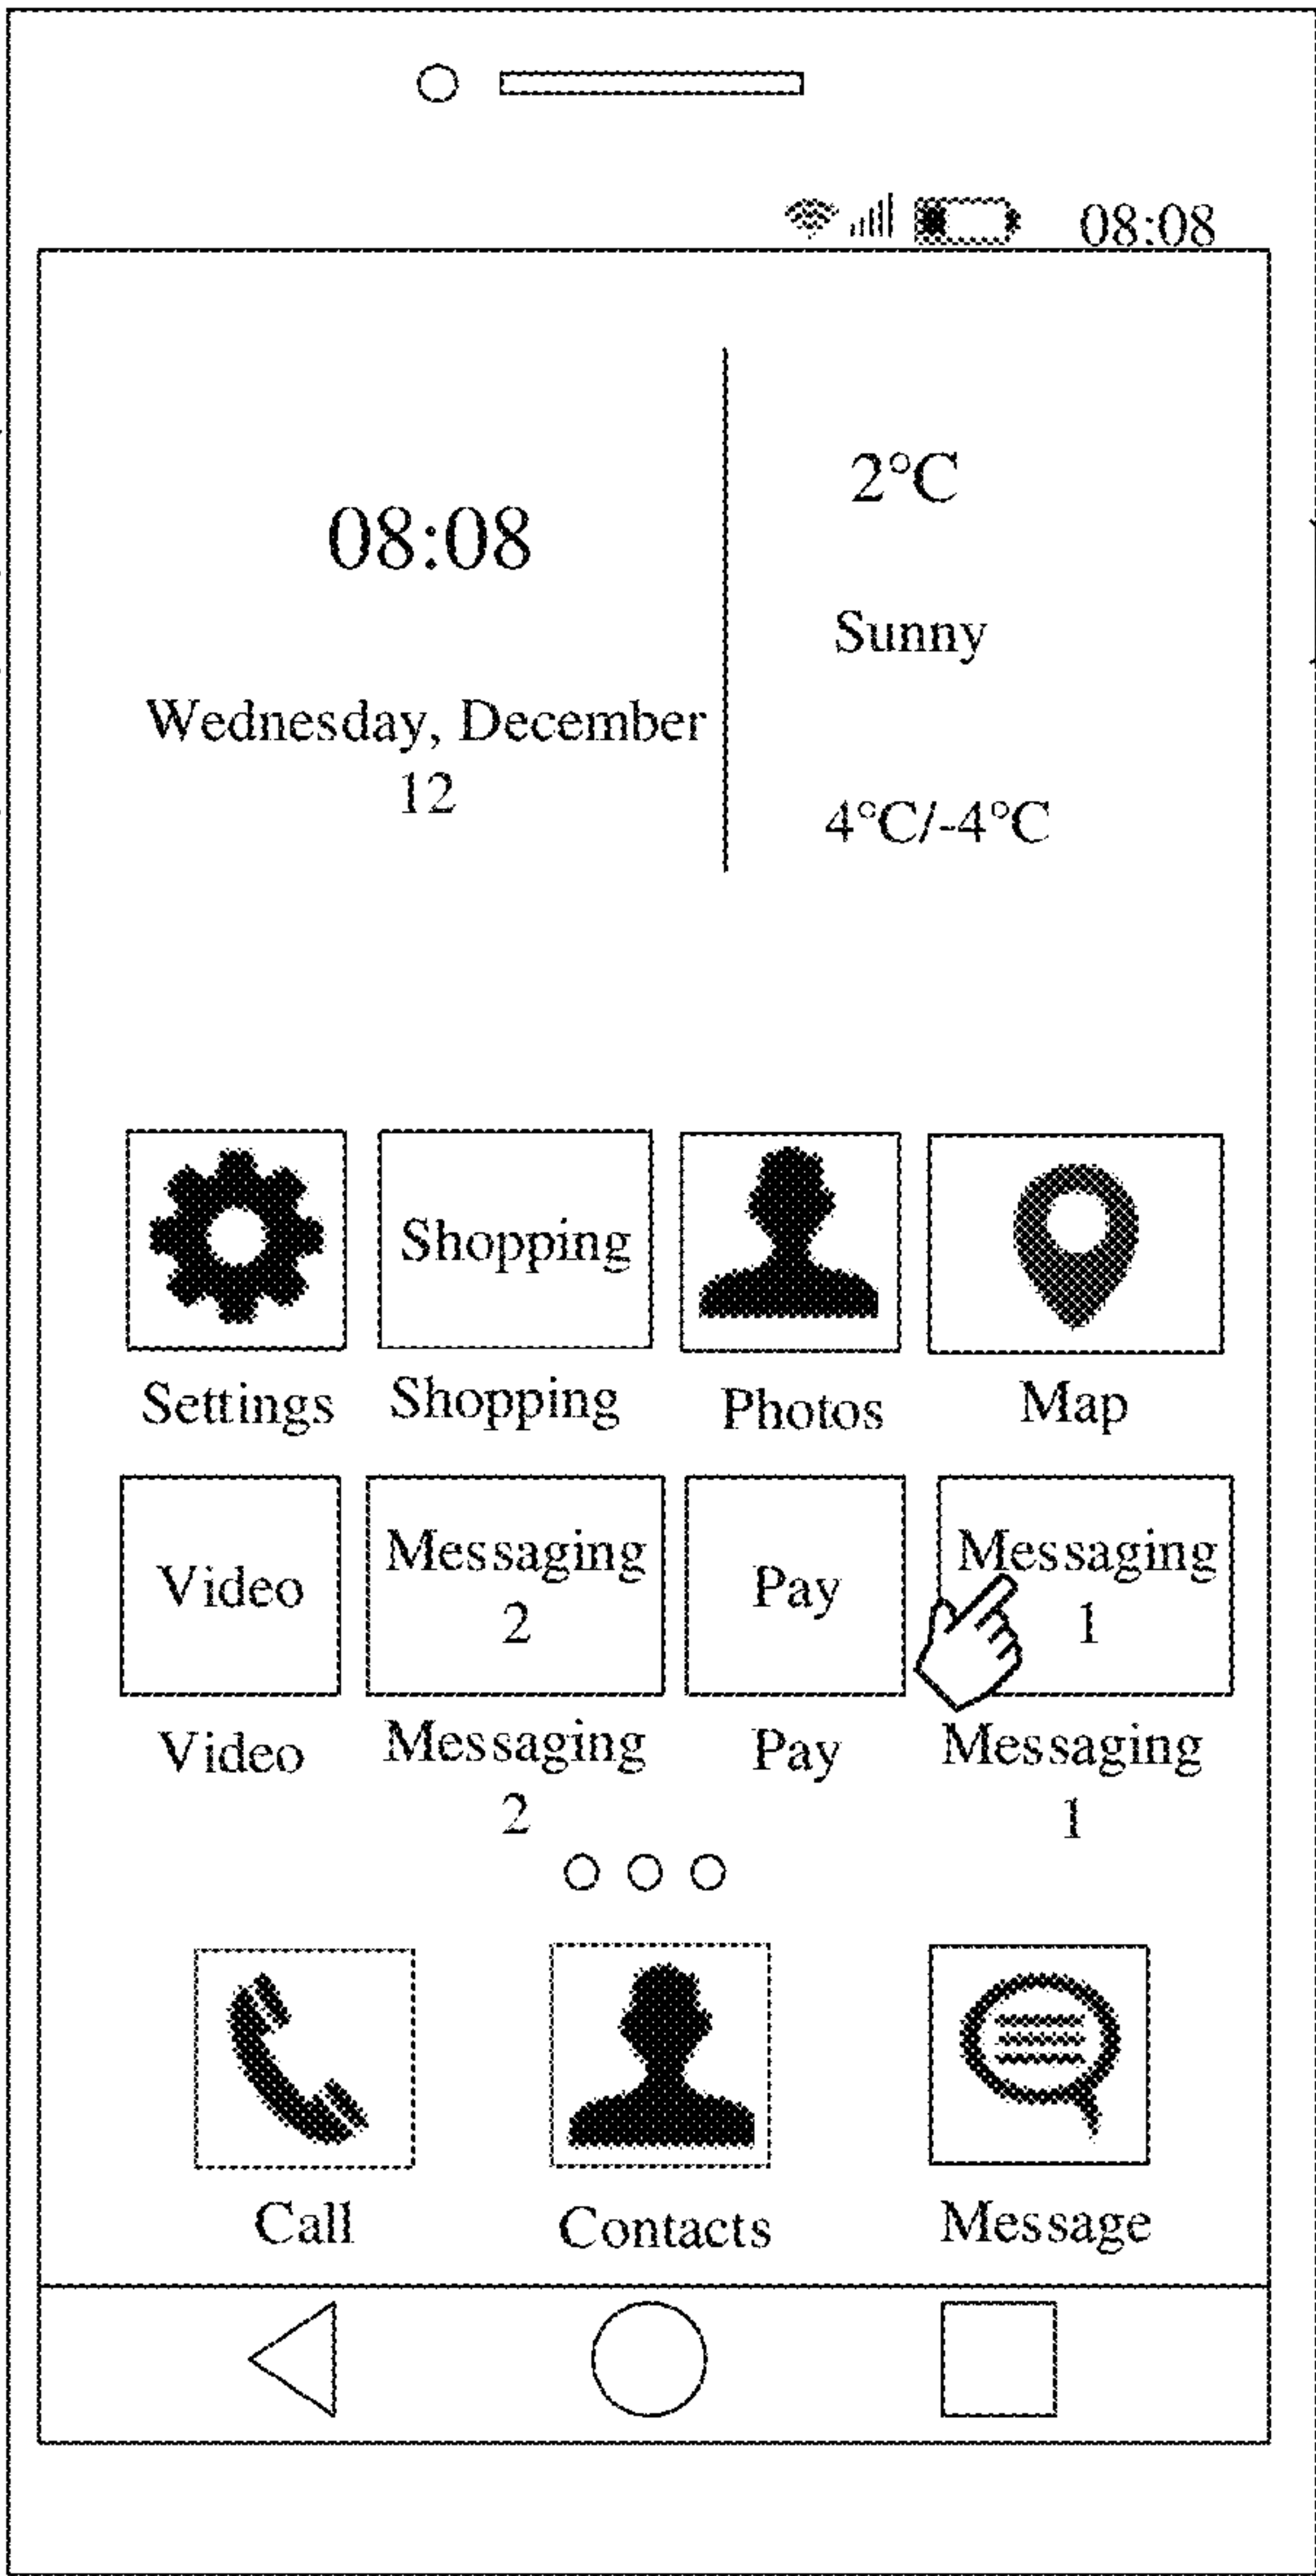 08:08
08:08
Wednesday, December
12
2°C
Sunny
4°C/-4°C
Shopping
Settings
Shopping
Photos
Map
Video
Messaging
2
Pay
Messaging
1
Video
Messaging
2
Pay
Messaging
1
Call
Contacts
Message